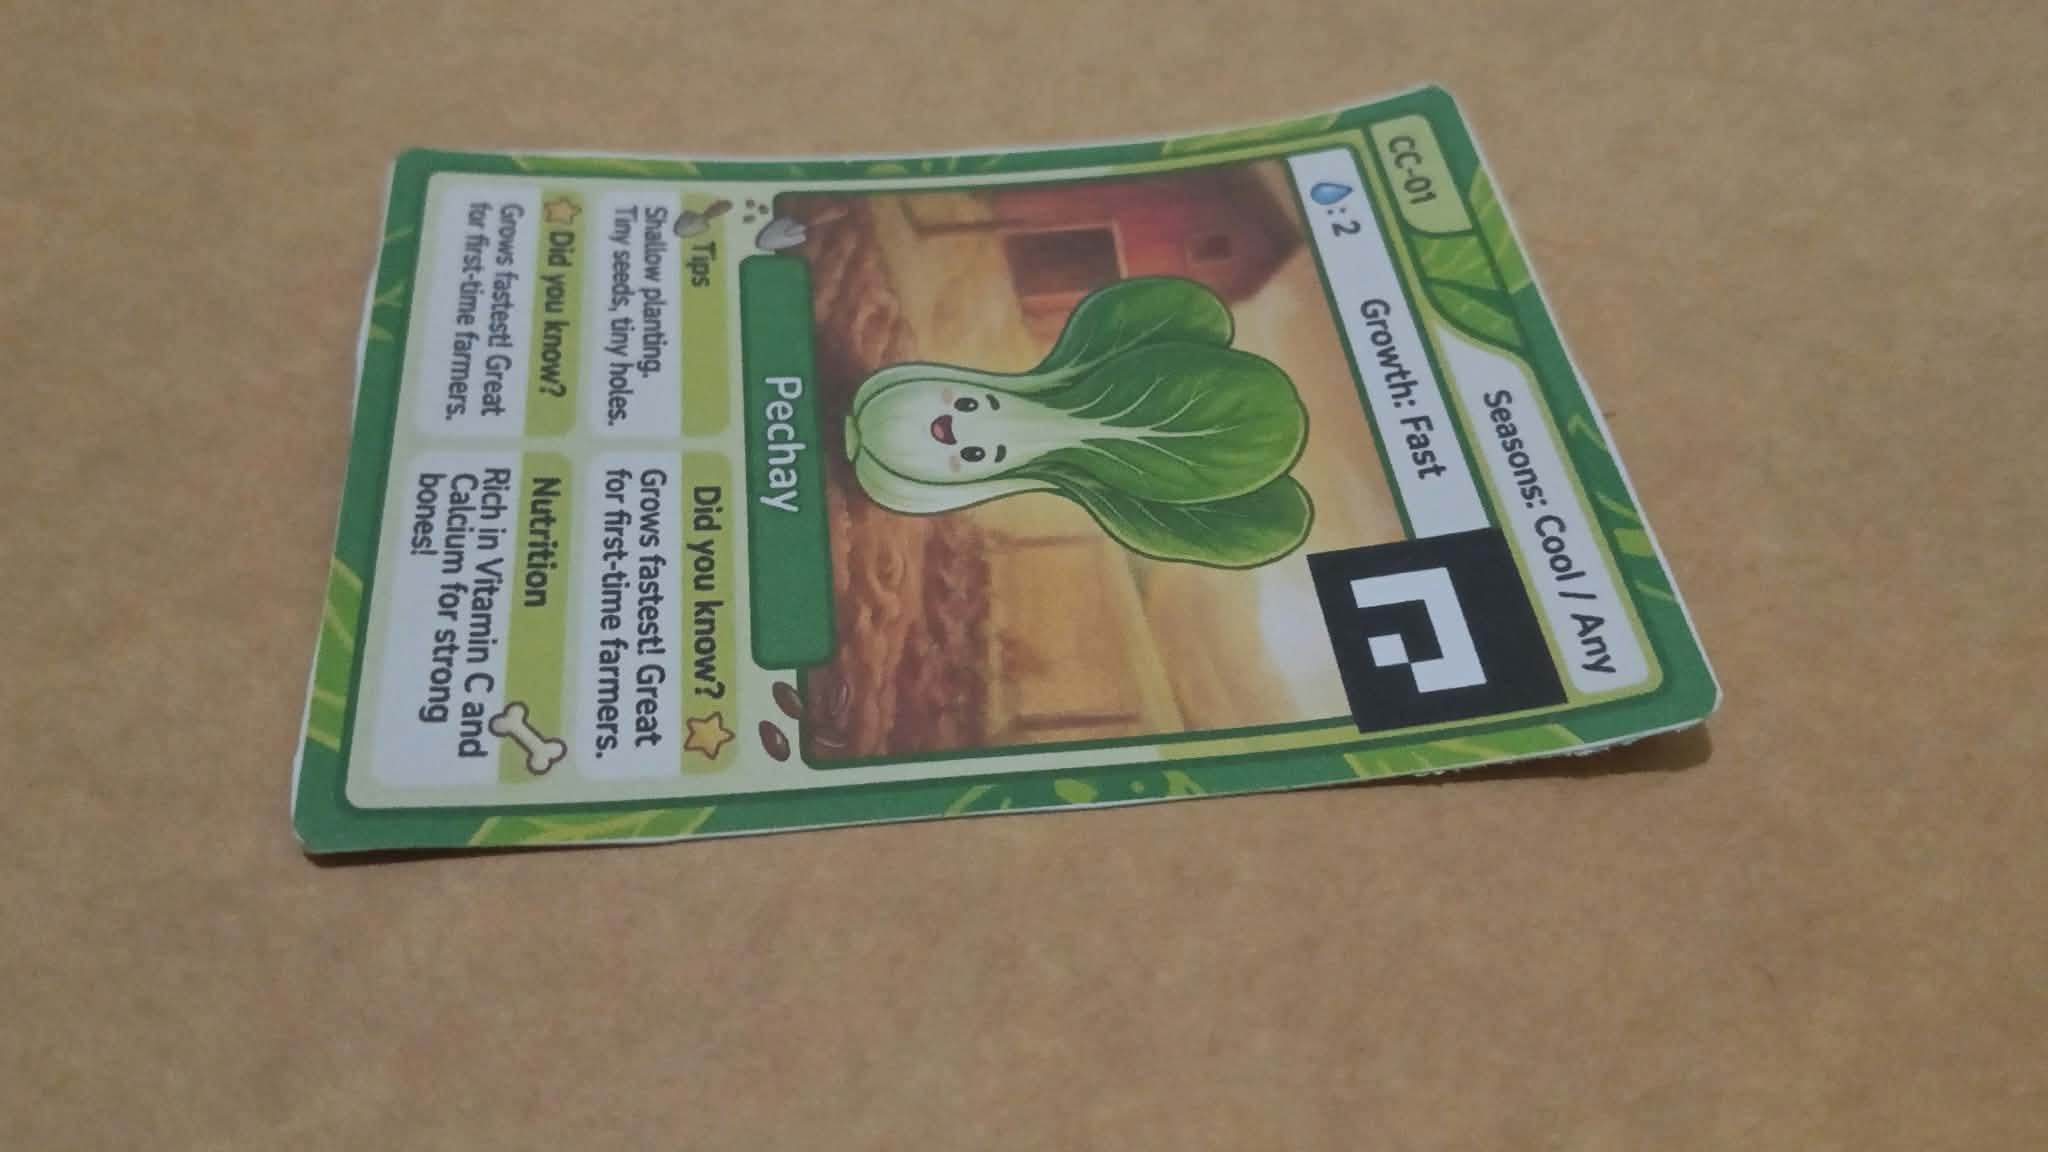 CC-01
Seasons: Cool / Any
: 2
Growth: Fast
Pechay
Tips
Shallow planting.
Tiny seeds, tiny holes.
Did you know?
Grows fastest! Great
for first-time farmers.
Did you know?
Grows fastest! Great
for first-time farmers.
Nutrition
Rich in Vitamin C and
Calcium for strong
bones!